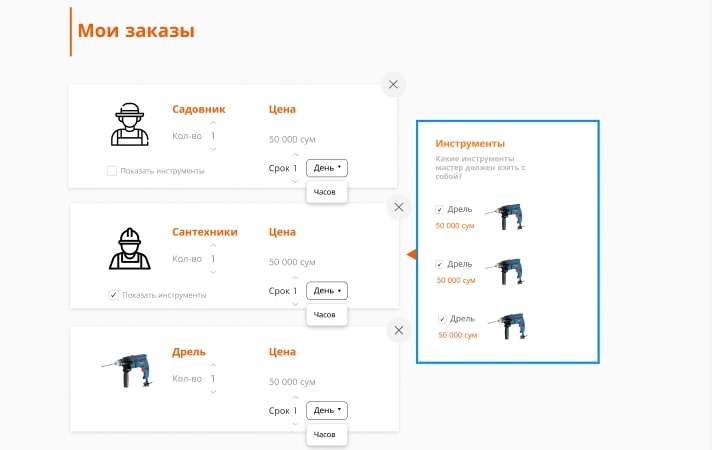 Мои заказы
Садовник
Цена
Кол-во 1
50 000 сум
Показать инструменты
Срок 1 День
Часов
Сантехники
Цена
Кол-во 1
50 000 сум
Показать инструменты
Срок 1 День
Часов
Дрель
Цена
Кол-во 1
50 000 сум
Срок 1 День
Часов
Инструменты
Какие инструменты
мастер должен взять с
собой?
Дрель
50 000 сум
Дрель
50 000 сум
Дрель
50 000 сум